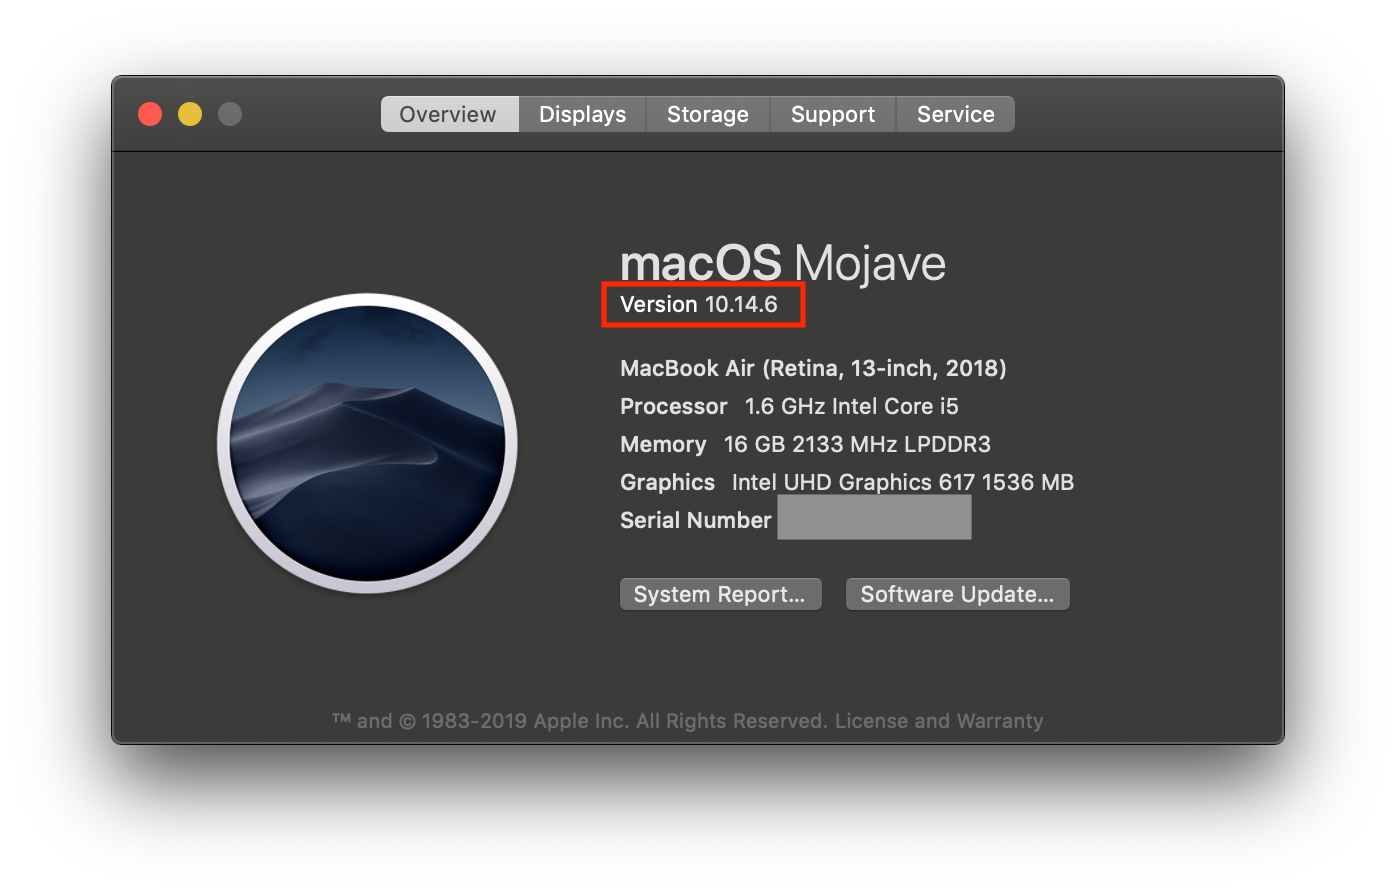 Overview Displays Storage Support Service
macOS Mojave
Version 10.14.6
MacBook Air (Retina, 13-inch, 2018)
Processor 1.6 GHz Intel Core i5
Memory 16 GB 2133 MHz LPDDR3
Graphics Intel UHD Graphics 617 1536 MB
Serial Number
System Report... Software Update...
™ and © 1983-2019 Apple Inc. All Rights Reserved. License and Warranty